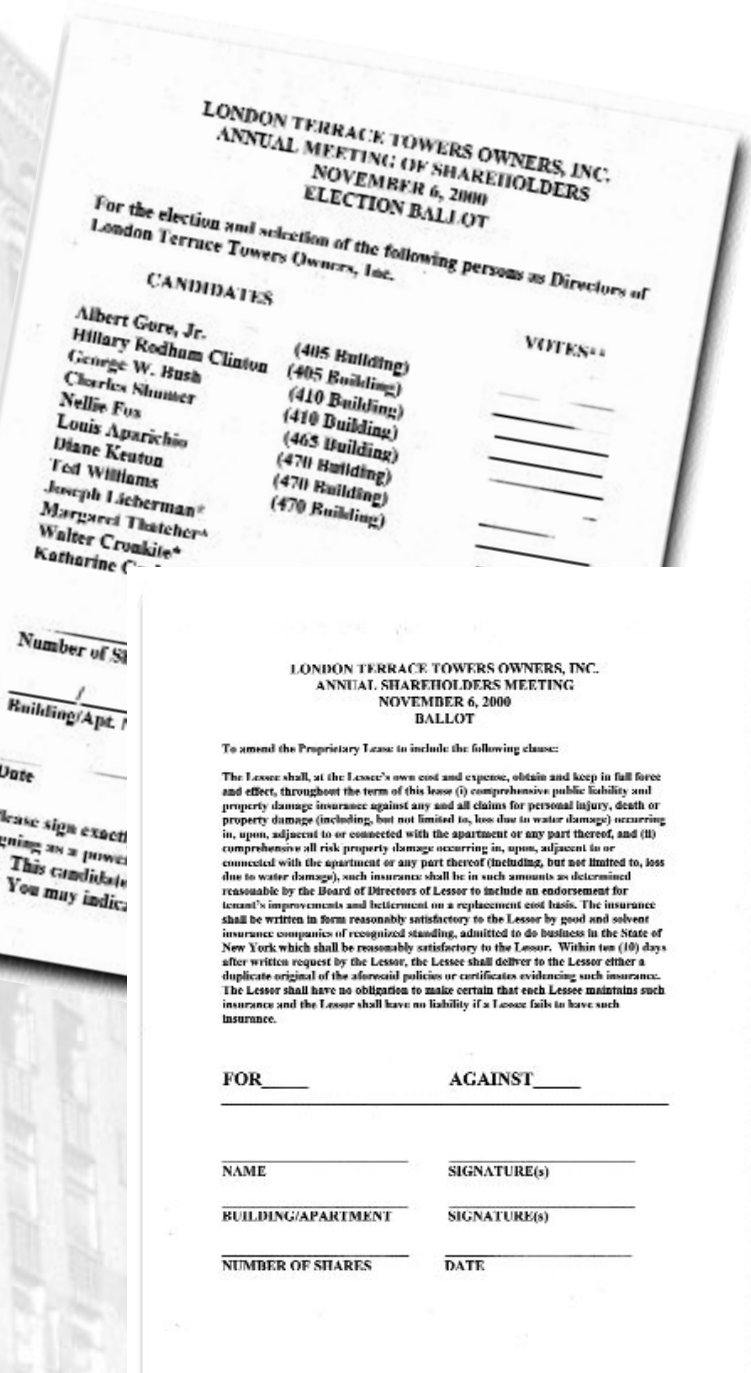 LONDON TERRACE TOWERS OWNERS, INC.
ANNUAL MEETING OF SHAREHOLDERS
NOVEMBER 6, 2000
ELECTION BALLOT
For the election and selection of the following persons as Directors of
London Terrace Towers Owners, Inc.
CANDIDATES VOTES**
Albert Gore, Jr. (405 Building)
Hillary Rodham Clinton (405 Building)
George W. Bush (410 Building)
Charles Shumer (410 Building)
Nellie Fox (465 Building)
Louis Aparichio (470 Building)
Diane Keaton (470 Building)
Ted Williams (470 Building)
Joseph Lieberman*
Margaret Thatcher*
Walter Cronkite*
Katharine
Number of
Building/Apt.
Date
Please sign
as a
This candidate
You may
LONDON TERRACE TOWERS OWNERS, INC.
ANNUAL SHAREHOLDERS MEETING
NOVEMBER 6, 2000
BALLOT
To amend the Proprietary Lease to include the following clause:
The Lessee shall, at the Lessee's own cost and expense, obtain and keep in full force
and effect, throughout the term of this lease (i) comprehensive public liability and
property damage insurance against any and all claims for personal injury, death or
property damage (including, but not limited to, loss due to water damage) occurring
in, upon, adjacent to or connected with the apartment or any part thereof, and (ii)
comprehensive all risk property damage occurring in, upon, adjacent to or
connected with the apartment or any part thereof (including, but not limited to, loss
due to water damage), such insurance shall be in such amounts as determined
reasonable by the Board of Directors of Lessor to include an endorsement for
tenant's improvements and betterment on a replacement cost basis. The insurance
shall be written in form reasonably satisfactory to the Lessor by good and solvent
insurance companies of recognized standing, admitted to do business in the State of
New York which shall be reasonably satisfactory to the Lessor. Within ten (10) days
after written request by the Lessor, the Lessee shall deliver to the Lessor either a
duplicate original of the aforesaid policies or certificates evidencing such insurance.
The Lessor shall have no obligation to make certain that each Lessee maintains such
insurance and the Lessor shall have no liability if a Lessee fails to have such
insurance.
FOR_____ AGAINST_____
NAME SIGNATURE(s)
BUILDING/APARTMENT SIGNATURE(s)
NUMBER OF SHARES DATE